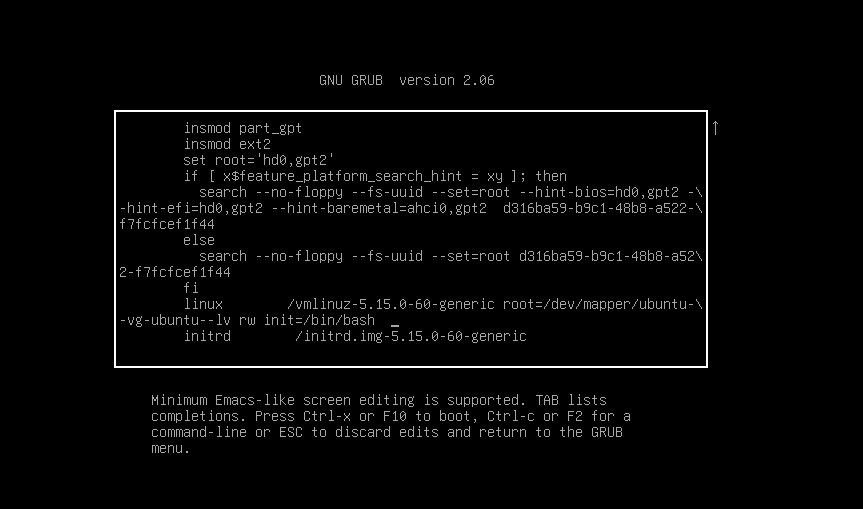 GNU GRUB  version 2.06
↑
insmod part_gpt
insmod ext2
set root='hd0,gpt2'
if [ x$feature_platform_search_hint = xy ]; then
search --no-floppy --fs-uuid --set=root --hint-bios=hd0,gpt2 -\
-hint-efi=hd0,gpt2 --hint-baremetal=ahci0,gpt2  d316ba59-b9c1-48b8-a522-\
f7fcfcef1f44
else
search --no-floppy --fs-uuid --set=root d316ba59-b9c1-48b8-a52\
2-f7fcfcef1f44
fi
linux        /vmlinuz-5.15.0-60-generic root=/dev/mapper/ubuntu-\
-vg-ubuntu--lv rw init=/bin/bash  _
initrd        /initrd.img-5.15.0-60-generic
Minimum Emacs-like screen editing is supported. TAB lists
completions. Press Ctrl-x or F10 to boot, Ctrl-c or F2 for a
command-line or ESC to discard edits and return to the GRUB
menu.